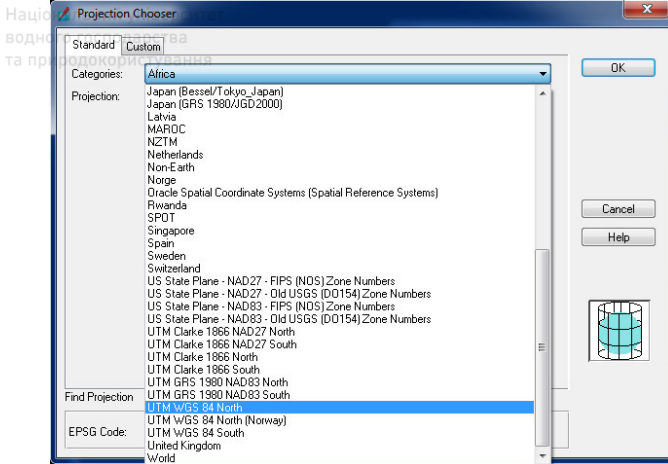 Projection Chooser
Національний університет
водного господарства
та природокористування
Standard Custom
Categories: Africa
Projection:
Japan (Bessel/Tokyo_Japan)
Japan (GRS 1980/JGD2000)
Latvia
MAROC
NZTM
Netherlands
Non-Earth
Norge
Oracle Spatial Coordinate Systems (Spatial Reference Systems)
Rwanda
SPOT
Singapore
Spain
Sweden
Switzerland
US State Plane - NAD27 - FIPS (NOS) Zone Numbers
US State Plane - NAD27 - Old USGS (DO154) Zone Numbers
US State Plane - NAD83 - FIPS (NOS) Zone Numbers
US State Plane - NAD83 - Old USGS (DO154) Zone Numbers
UTM Clarke 1866 NAD27 North
UTM Clarke 1866 NAD27 South
UTM Clarke 1866 North
UTM Clarke 1866 South
UTM GRS 1980 NAD83 North
UTM GRS 1980 NAD83 South
UTM WGS 84 North
UTM WGS 84 North (Norway)
UTM WGS 84 South
United Kingdom
World
Find Projection
EPSG Code:
OK
Cancel
Help